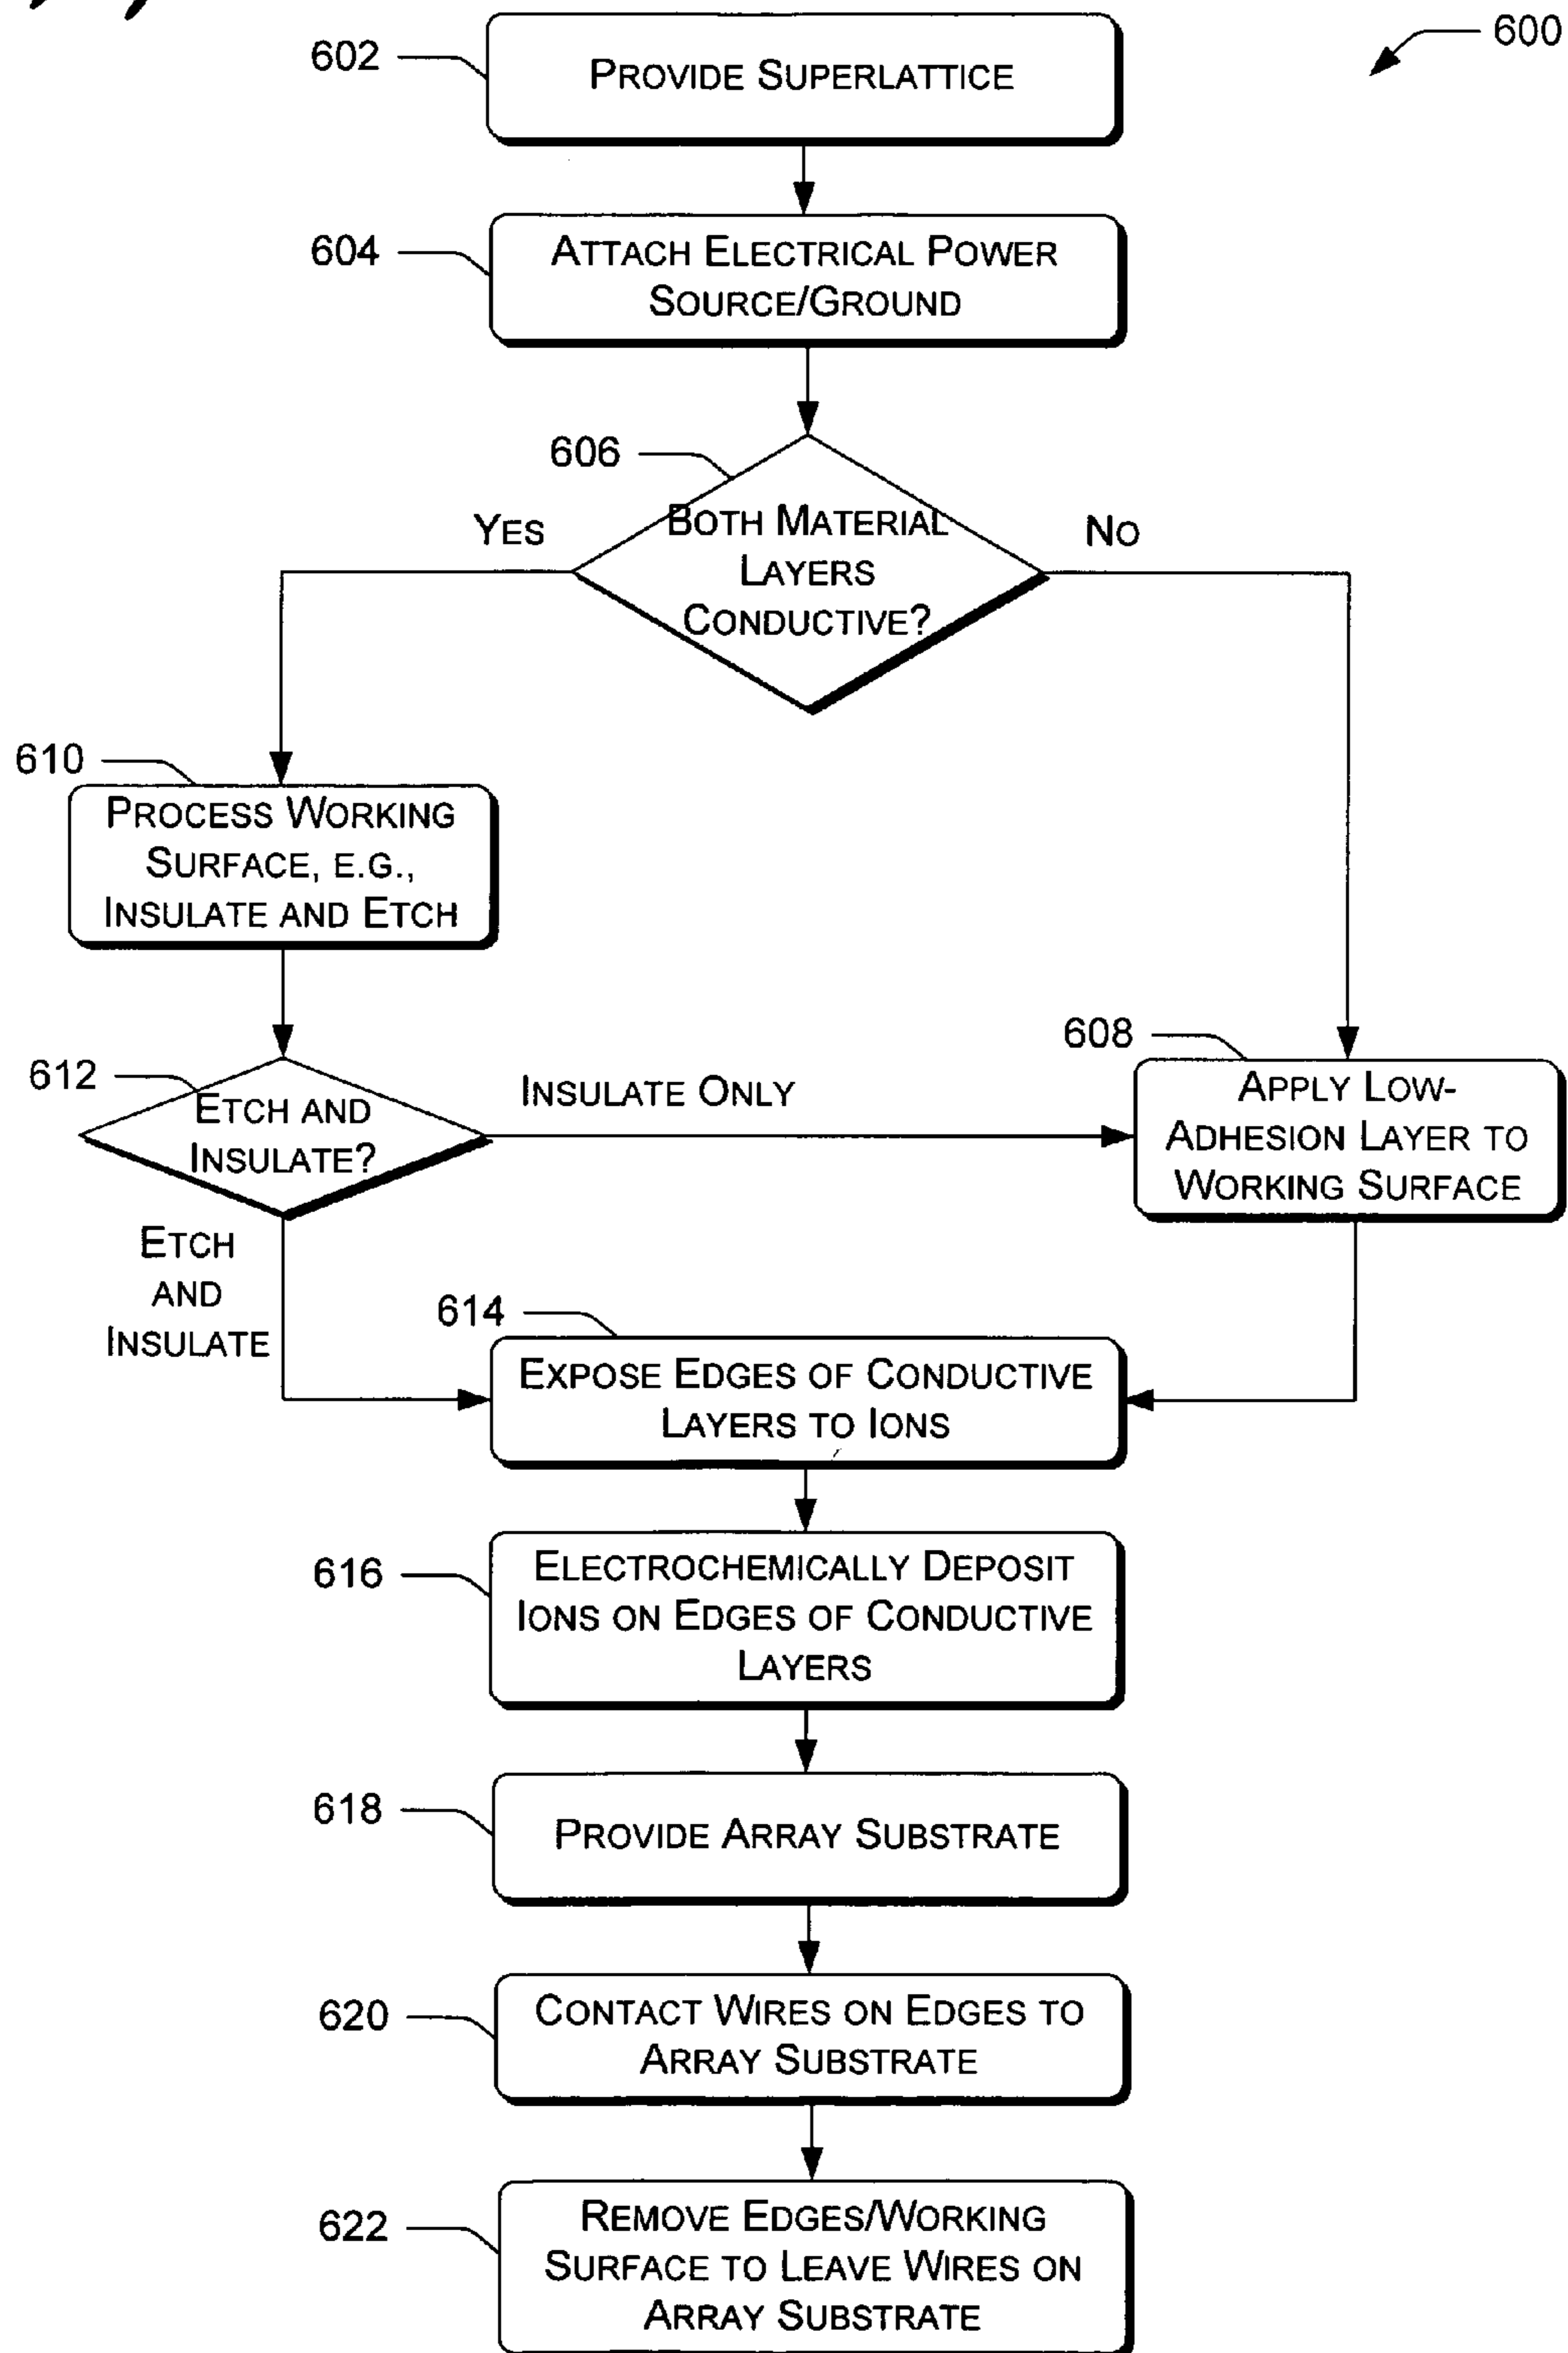 600
602
PROVIDE SUPERLATTICE
604
ATTACH ELECTRICAL POWER
SOURCE/GROUND
606
BOTH MATERIAL
LAYERS
CONDUCTIVE?
YES
NO
610
PROCESS WORKING
SURFACE, E.G.,
INSULATE AND ETCH
612
ETCH AND
INSULATE?
INSULATE ONLY
608
APPLY LOW-
ADHESION LAYER TO
WORKING SURFACE
ETCH
AND
INSULATE
614
EXPOSE EDGES OF CONDUCTIVE
LAYERS TO IONS
616
ELECTROCHEMICALLY DEPOSIT
IONS ON EDGES OF CONDUCTIVE
LAYERS
618
PROVIDE ARRAY SUBSTRATE
620
CONTACT WIRES ON EDGES TO
ARRAY SUBSTRATE
622
REMOVE EDGES/WORKING
SURFACE TO LEAVE WIRES ON
ARRAY SUBSTRATE